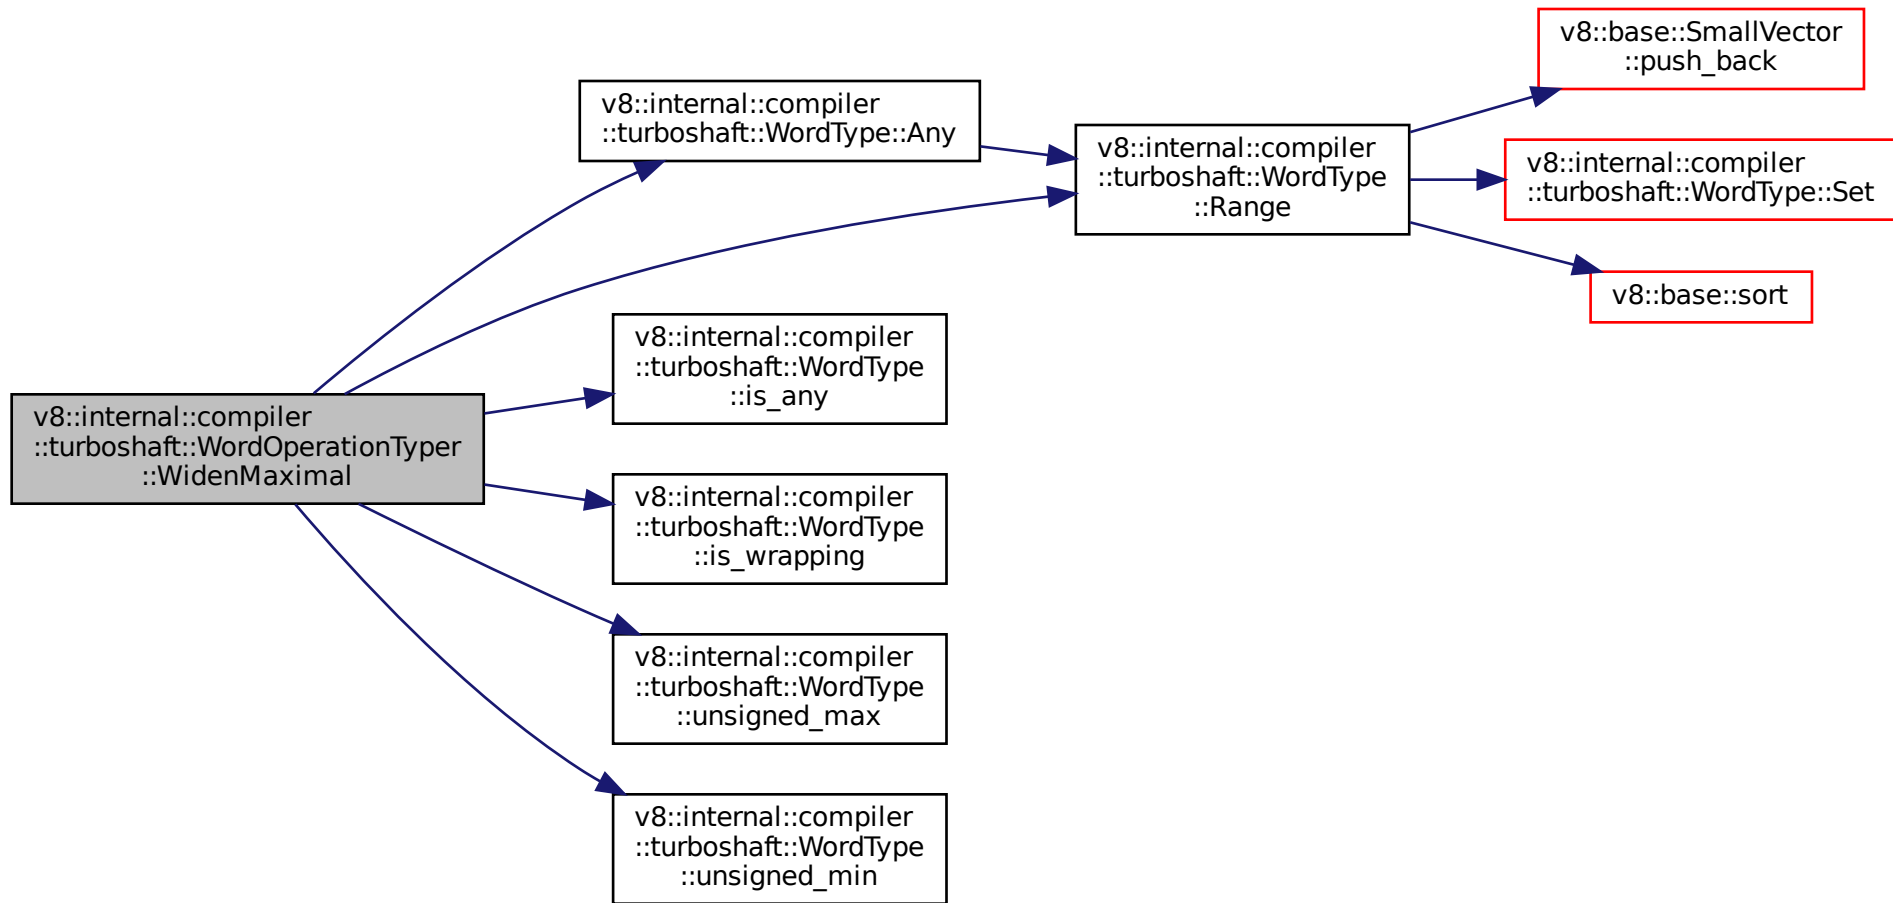 v8::internal::compiler
::turboshaft::WordOperationTyper
::WidenMaximal
v8::internal::compiler
::turboshaft::WordType::Any
v8::internal::compiler
::turboshaft::WordType
::Range
v8::base::SmallVector
::push_back
v8::internal::compiler
::turboshaft::WordType::Set
v8::base::sort
v8::internal::compiler
::turboshaft::WordType
::is_any
v8::internal::compiler
::turboshaft::WordType
::is_wrapping
v8::internal::compiler
::turboshaft::WordType
::unsigned_max
v8::internal::compiler
::turboshaft::WordType
::unsigned_min